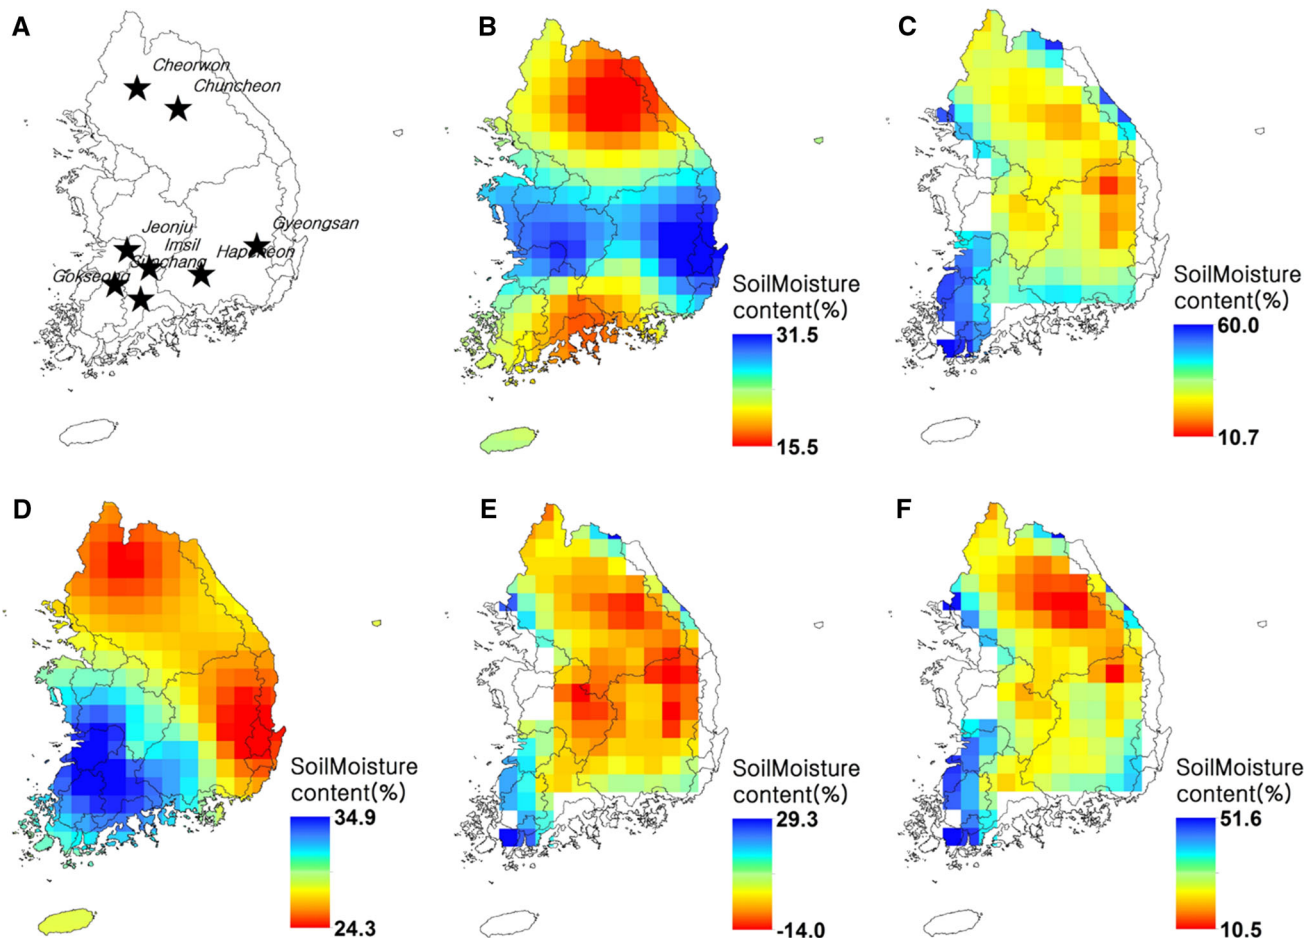 A
Cheorwon
Chuncheon
Jeonju
Imsil
Gyeongsan
Hapcheon
Sunchang
Gokseong
B
SoilMoisture
content(%)
31.5
15.5
C
SoilMoisture
content(%)
60.0
10.7
D
SoilMoisture
content(%)
34.9
24.3
E
SoilMoisture
content(%)
29.3
-14.0
F
SoilMoisture
content(%)
51.6
10.5